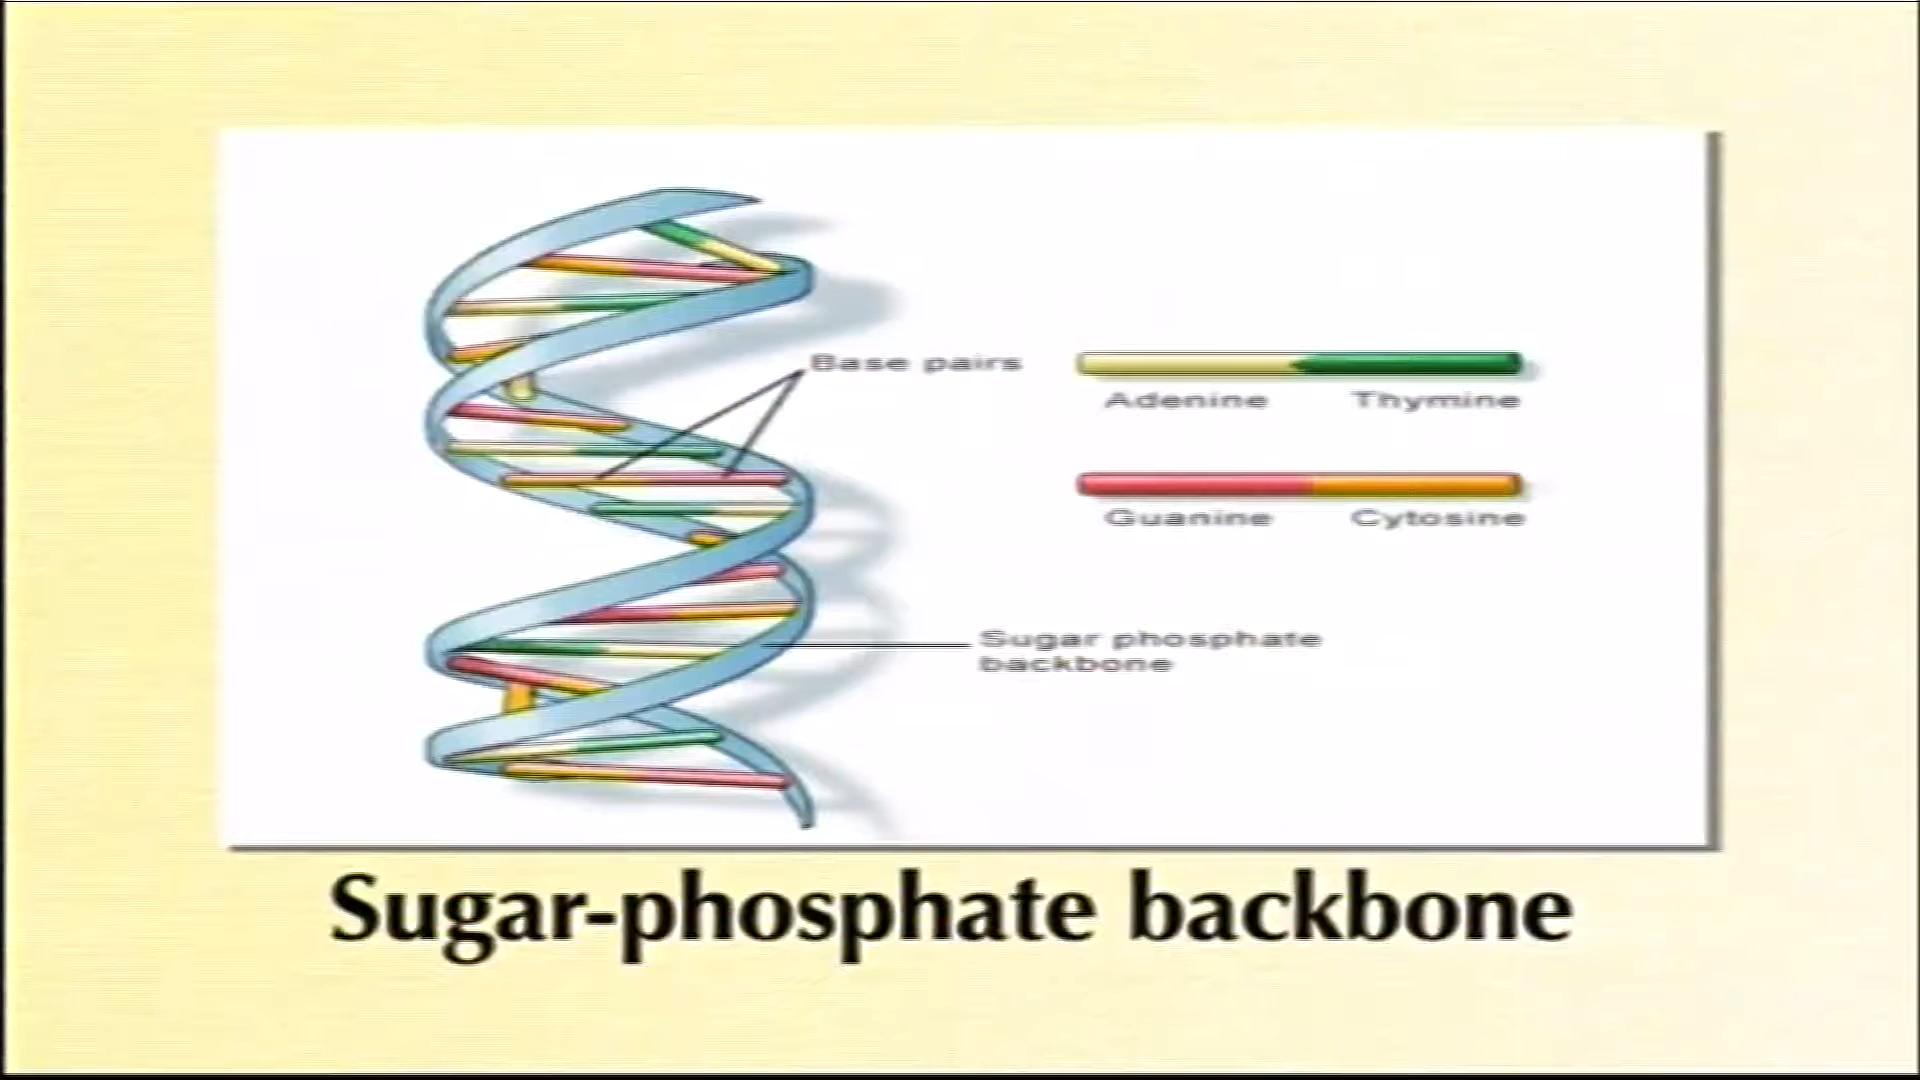 Base pairs
Adenine Thymine
Guanine Cytosine
Sugar phosphate
backbone
Sugar-phosphate backbone